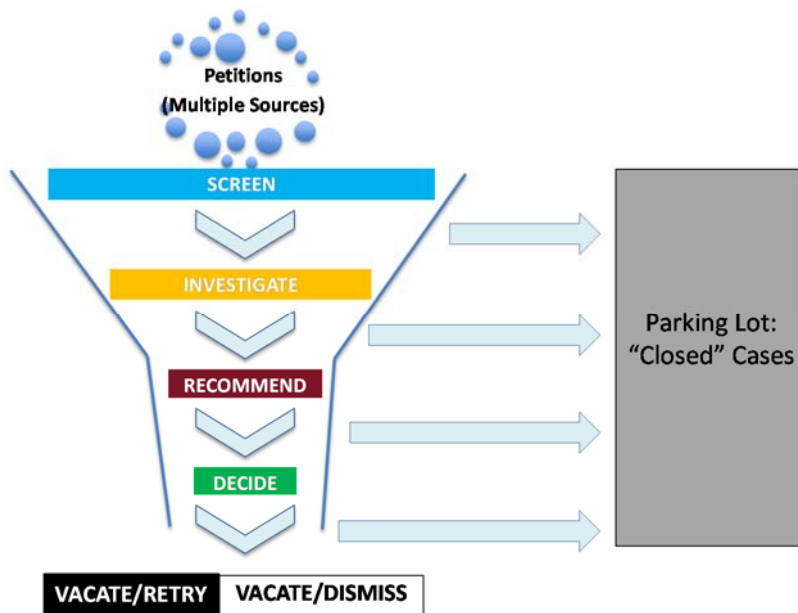 Petitions
(Multiple Sources)
SCREEN
INVESTIGATE
RECOMMEND
DECIDE
VACATE/RETRY
VACATE/DISMISS
Parking Lot:
“Closed” Cases